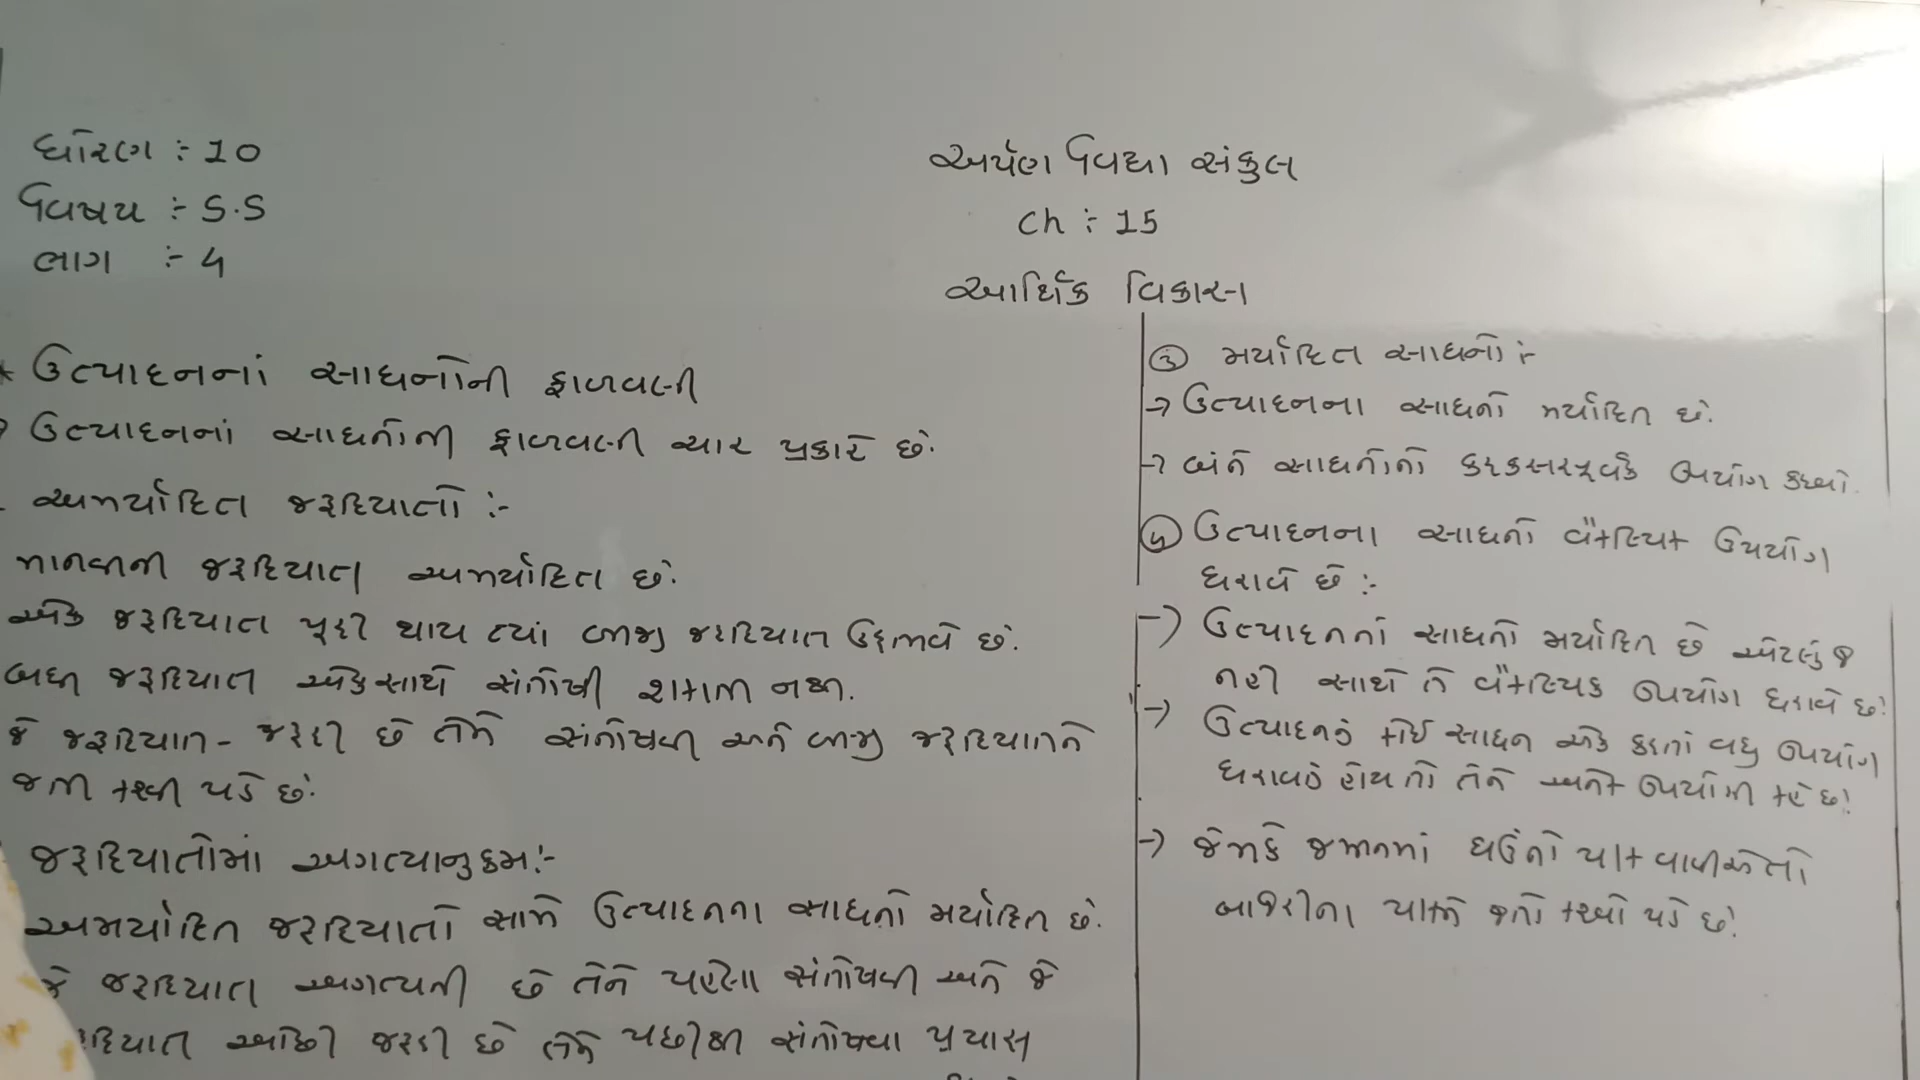 ધોરણ :- 10
વિષય :- S.S
ભાગ :- 4
અર્પણ વિદ્યા સંકુલ
Ch :- 15
આર્થિક વિકાસ
* ઉત્પાદનનાં સાધનોની ફાળવણી
ઉત્પાદનનાં સાધનોની ફાળવણી ચાર પ્રકારે છે.
અમર્યાદિત જરૂરિયાતો :-
માનવીની જરૂરિયાત અમર્યાદિત છે.
એક જરૂરિયાત પૂરી થાય ત્યાં બીજી જરૂરિયાત ઉદ્દભવે છે.
બધી જરૂરિયાત એકસાથે સંતોષી શકાતી નથી.
જે જરૂરિયાત - જરૂરી છે તેને સંતોષવી અને બીજી જરૂરિયાતને
જતી કરવી પડે છે.
જરૂરિયાતોમાં અગત્યાનુક્રમ :-
અમર્યાદિત જરૂરિયાતો સામે ઉત્પાદનના સાધનો મર્યાદિત છે.
જે જરૂરિયાત અગત્યની છે તેને પહેલા સંતોષવી અને જે
ઓછી જરૂરી છે તેને પછીથી સંતોષવા પ્રયાસ
③ મર્યાદિત સાધનો :-
→ ઉત્પાદનના સાધનો મર્યાદિત છે.
→ સાધનોનો કરકસરપૂર્વક ઉપયોગ કરવો.
④ ઉત્પાદનના સાધનો વૈકલ્પિક ઉપયોગ
ધરાવે છે :-
→ ઉત્પાદનનાં સાધનો મર્યાદિત છે એટલું જ
નહી સાથે તે વૈકલ્પિક ઉપયોગ ધરાવે છે.
→ ઉત્પાદનનું કોઈ સાધન એક કરતાં વધુ ઉપયોગ
ધરાવતું હોય તો તેને અનેક ઉપયોગી કહે છે.
→ જેમકે જમીનમાં ઘઉંનો પાક વાવીએ તો
બાજરીના પાકને જતો કરવો પડે છે.